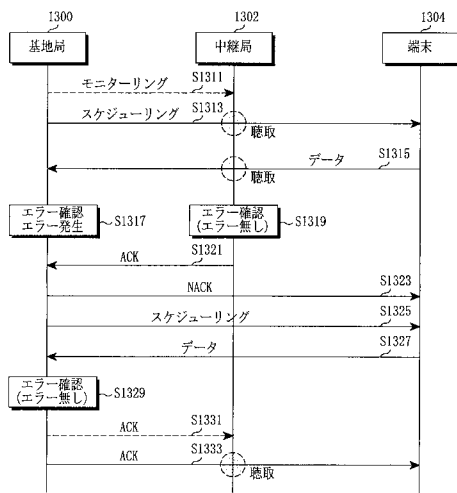 1300
1302
1304
基地局
中継局
端末
モニターリング
S1311
スケジューリング
S1313
聴取
データ
S1315
聴取
エラー確認
エラー発生
S1317
エラー確認
(エラー無し)
S1319
ACK
S1321
NACK
S1323
スケジューリング
S1325
データ
S1327
エラー確認
(エラー無し)
S1329
ACK
S1331
ACK
S1333
聴取